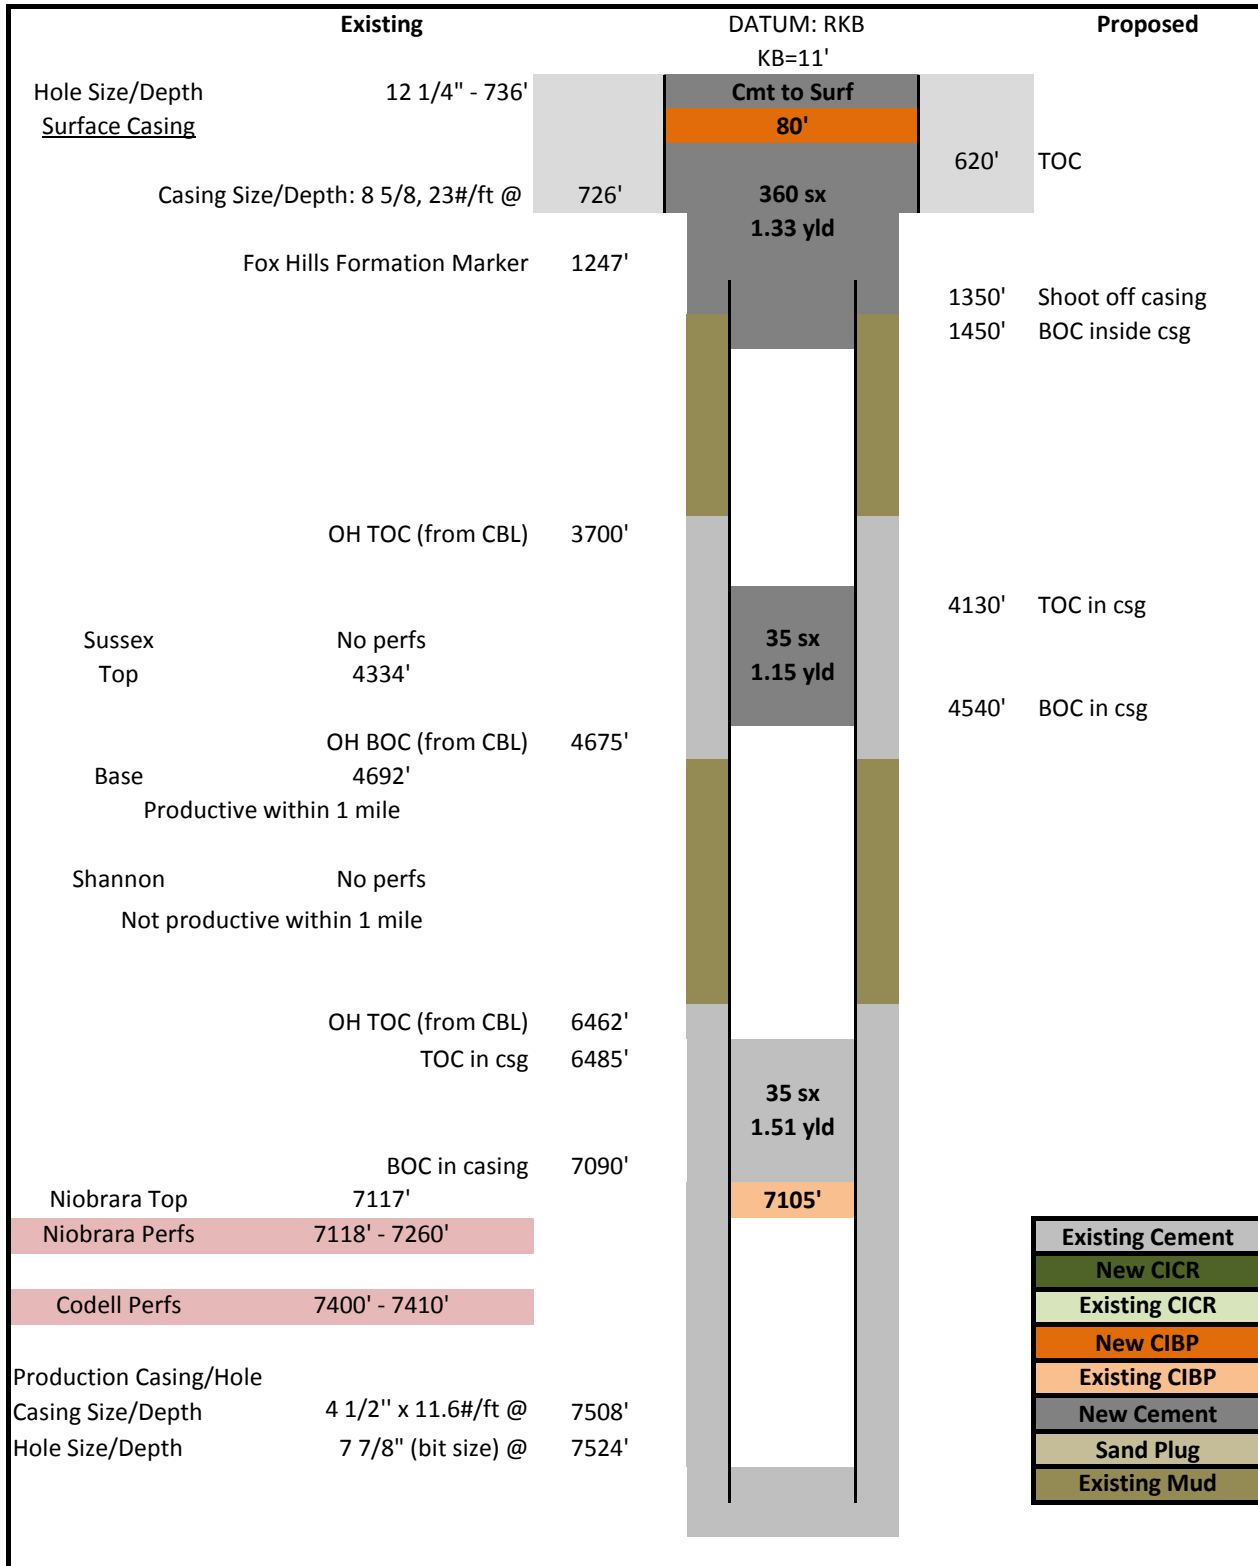 Existing DATUM: RKB Proposed
KB=11'
Hole Size/Depth 12 1/4" - 736' Cmt to Surf
Surface Casing 80'
620' TOC
Casing Size/Depth: 8 5/8, 23#/ft @ 726' 360 sx
1.33 yld
Fox Hills Formation Marker 1247'
1350' Shoot off casing
1450' BOC inside csg
OH TOC (from CBL) 3700'
4130' TOC in csg
Sussex No perfs 35 sx
Top 4334' 1.15 yld
4540' BOC in csg
OH BOC (from CBL) 4675'
Base 4692'
Productive within 1 mile
Shannon No perfs
Not productive within 1 mile
OH TOC (from CBL) 6462'
TOC in csg 6485'
35 sx
1.51 yld
BOC in casing 7090'
Niobrara Top 7117' 7105'
Niobrara Perfs 7118' - 7260' Existing Cement
New CICR
Codell Perfs 7400' - 7410' Existing CICR
New CIBP
Production Casing/Hole Existing CIBP
Casing Size/Depth 4 1/2'' x 11.6#/ft @ 7508' New Cement
Hole Size/Depth 7 7/8" (bit size) @ 7524' Sand Plug
Existing Mud